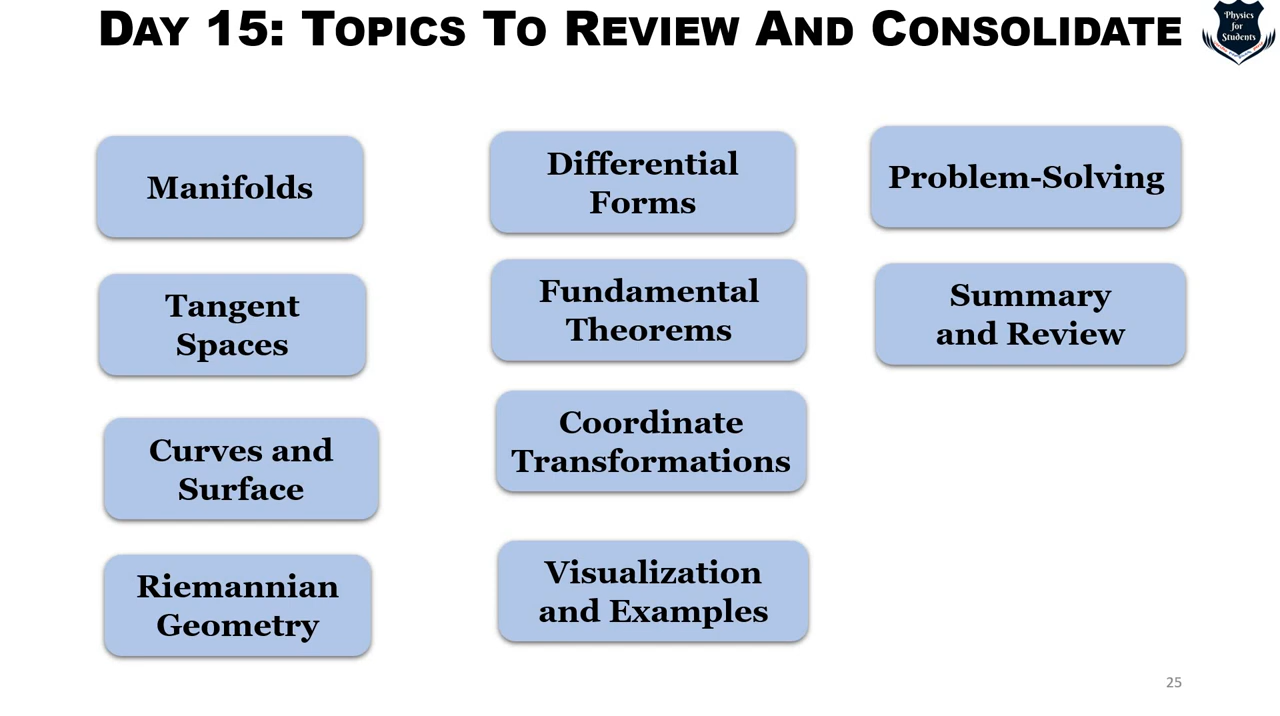 DAY 15: TOPICS TO REVIEW AND CONSOLIDATE
Physics
for
Students
Manifolds
Tangent
Spaces
Curves and
Surface
Riemannian
Geometry
Differential
Forms
Fundamental
Theorems
Coordinate
Transformations
Visualization
and Examples
Problem-Solving
Summary
and Review
25